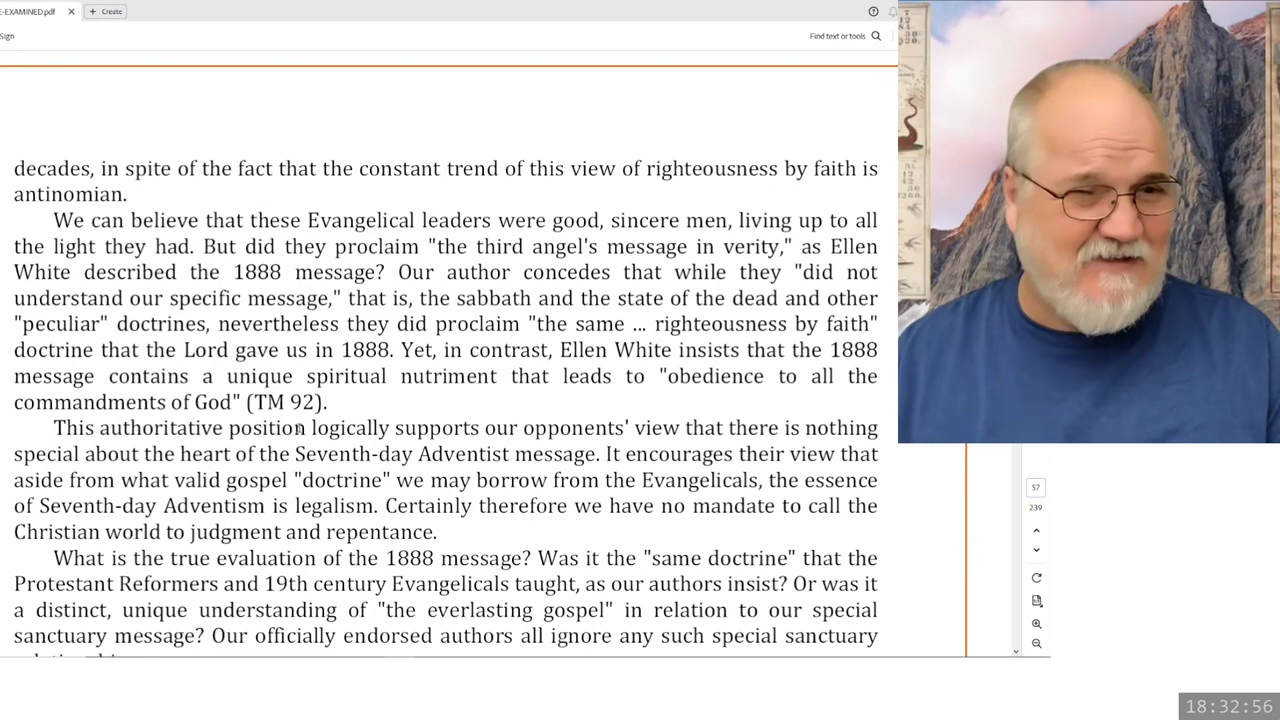 E-EXAMINED.pdf
Create
Sign
Find text or tools
decades, in spite of the fact that the constant trend of this view of righteousness by faith is
antinomian.
We can believe that these Evangelical leaders were good, sincere men, living up to all
the light they had. But did they proclaim "the third angel's message in verity," as Ellen
White described the 1888 message? Our author concedes that while they "did not
understand our specific message," that is, the sabbath and the state of the dead and other
"peculiar" doctrines, nevertheless they did proclaim "the same ... righteousness by faith"
doctrine that the Lord gave us in 1888. Yet, in contrast, Ellen White insists that the 1888
message contains a unique spiritual nutriment that leads to "obedience to all the
commandments of God" (TM 92).
This authoritative position logically supports our opponents' view that there is nothing
special about the heart of the Seventh-day Adventist message. It encourages their view that
aside from what valid gospel "doctrine" we may borrow from the Evangelicals, the essence
of Seventh-day Adventism is legalism. Certainly therefore we have no mandate to call the
Christian world to judgment and repentance.
What is the true evaluation of the 1888 message? Was it the "same doctrine" that the
Protestant Reformers and 19th century Evangelicals taught, as our authors insist? Or was it
a distinct, unique understanding of "the everlasting gospel" in relation to our special
sanctuary message? Our officially endorsed authors all ignore any such special sanctuary
57
239
18:32:56